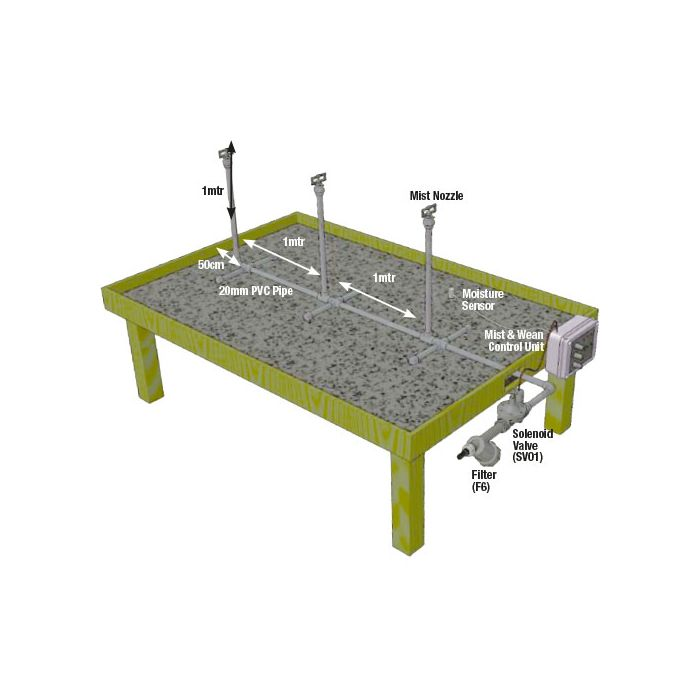 1mtr
Mist Nozzle
1mtr
50cm
1mtr
20mm PVC Pipe
Moisture
Sensor
Mist & Wean
Control Unit
Solenoid
Valve
(SV01)
Filter
(F6)